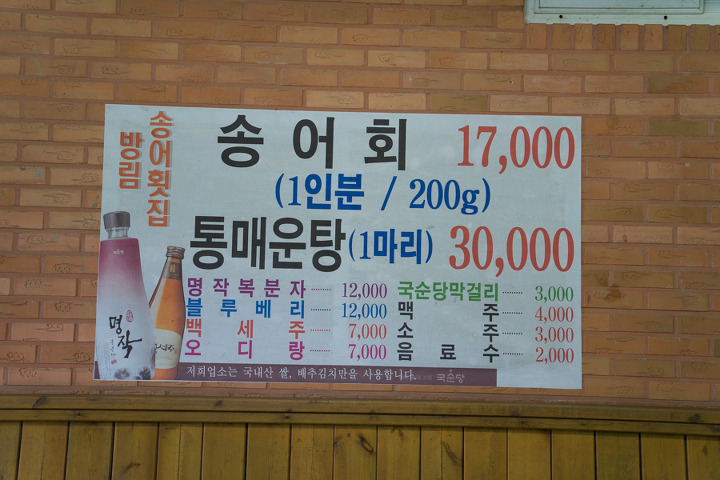 방림
송어횟집
송어회 17,000
(1인분 / 200g)
통매운탕(1마리) 30,000
명작복분자 ........ 12,000
블루베리 ........ 12,000
백세주 ........ 7,000
오디랑 ........ 7,000
국순당막걸리 ........ 3,000
맥주 ........ 4,000
소주 ........ 3,000
음료수 ........ 2,000
명작
저희업소는 국내산 쌀, 배추김치만을 사용합니다.
국순당